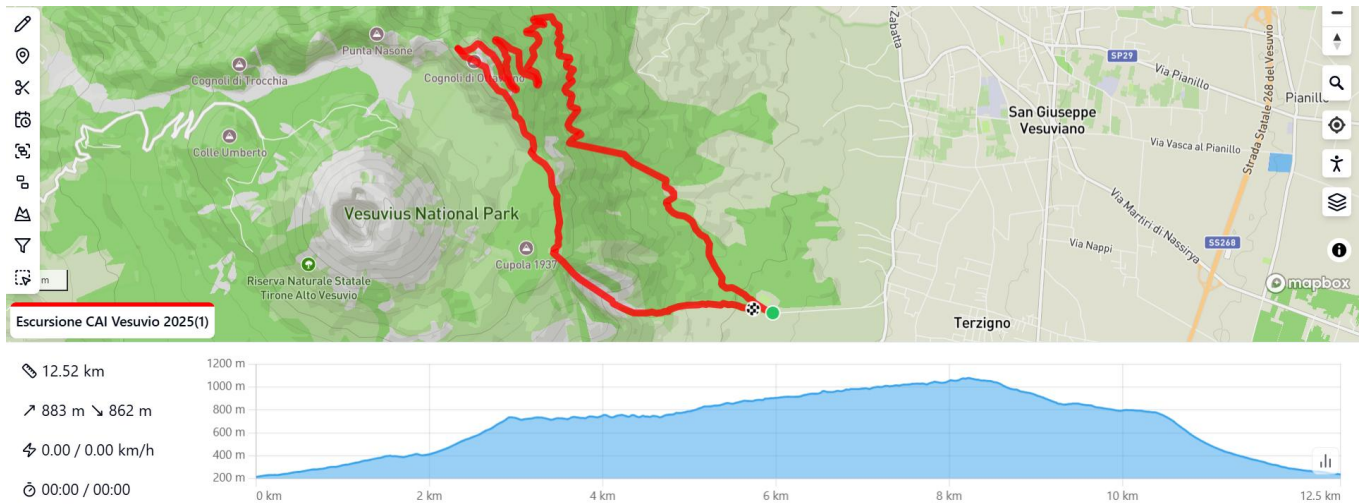 Punta Nasone
Cognoli di Trocchia
Cognoli di Ottaviano
Colle Umberto
Vesuvius National Park
Cupola 1937
Riserva Naturale Statale
Tirone Alto Vesuvio
m
Zabatta
SP29
Via Pianillo
Pianillo
San Giuseppe
Vesuviano
Via Vasca al Pianillo
Strada Statale 268 del Vesuvio
Via Martiri di Nassirya
Via Nappi
SS268
Terzigno
mapbox
Escursione CAI Vesuvio 2025(1)
12.52 km
883 m 862 m
0.00 / 0.00 km/h
00:00 / 00:00
1200 m
1000 m
800 m
600 m
400 m
200 m
0 km
2 km
4 km
6 km
8 km
10 km
12.5 km